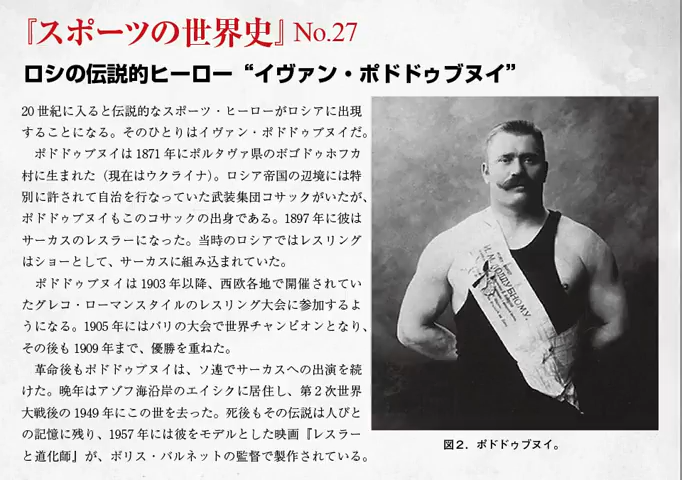 『スポーツの世界史』No.27
ロシの伝説的ヒーロー“イヴァン・ポドドゥブヌイ”
20世紀に入ると伝説的なスポーツ・ヒーローがロシアに出現
することになる。そのひとりはイヴァン・ポドドゥブヌイだ。
ポドドゥブヌイは1871年にポルタヴァ県のボゴドゥホフカ
村に生まれた（現在はウクライナ）。ロシア帝国の辺境には特
別に許されて自治を行なっていた武装集団コサックがいたが、
ポドドゥブヌイもこのコサックの出身である。1897年に彼は
サーカスのレスラーになった。当時のロシアではレスリング
はショーとして、サーカスに組み込まれていた。
ポドドゥブヌイは1903年以降、西欧各地で開催されてい
たグレコ・ローマンスタイルのレスリング大会に参加するよ
うになる。1905年にはパリの大会で世界チャンピオンとなり、
その後も1909年まで、優勝を重ねた。
革命後もポドドゥブヌイは、ソ連でサーカスへの出演を続
けた。晩年はアゾフ海沿岸のエイシクに居住し、第２次世界
大戦後の1949年にこの世を去った。死後もその伝説は人びと
の記憶に残り、1957年には彼をモデルとした映画『レスラー
と道化師』が、ボリス・バルネットの監督で製作されている。
И.М. ПОДДУБНОМУ.
図２．ポドドゥブヌイ。